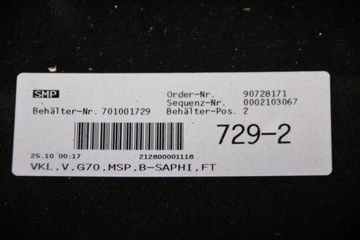 SMP
Order-Nr. 90728171
Sequenz-Nr. 0002103067
Behälter-Nr. 701001729 Behälter-Pos. 2
729-2
25.10 00:17 212800001118
VKL,V,G70,MSP,B-SAPHI,FT